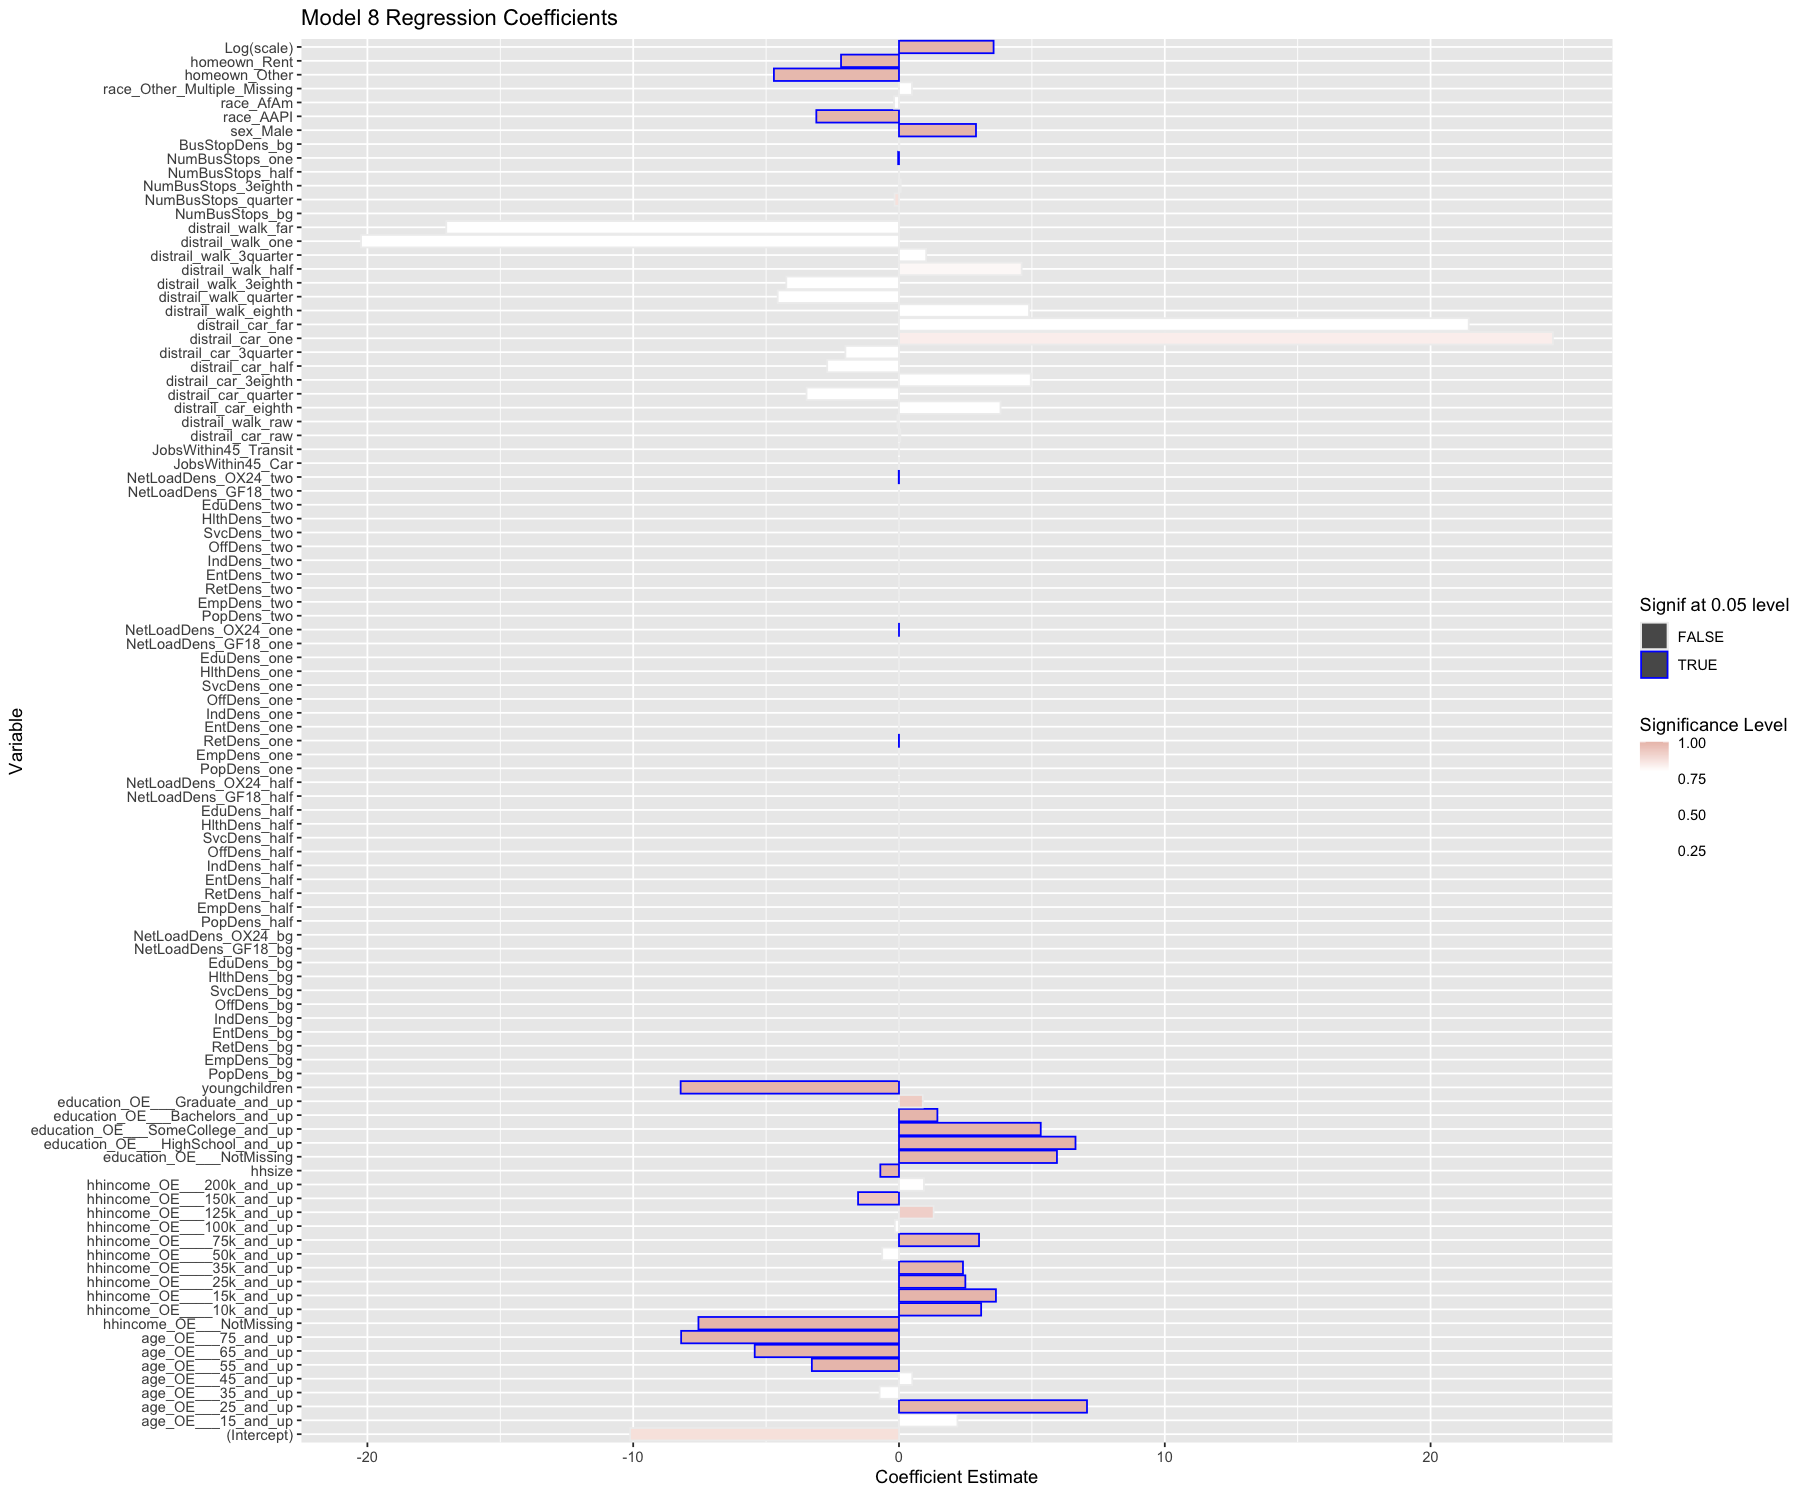 Model 8 Regression Coefficients
Log(scale)
homeown_Rent
homeown_Other
race_Other_Multiple_Missing
race_AfAm
race_AAPI
sex_Male
BusStopDens_bg
NumBusStops_one
NumBusStops_half
NumBusStops_3eighth
NumBusStops_quarter
NumBusStops_bg
distrail_walk_far
distrail_walk_one
distrail_walk_3quarter
distrail_walk_half
distrail_walk_3eighth
distrail_walk_quarter
distrail_walk_eighth
distrail_car_far
distrail_car_one
distrail_car_3quarter
distrail_car_half
distrail_car_3eighth
distrail_car_quarter
distrail_car_eighth
distrail_walk_raw
distrail_car_raw
JobsWithin45_Transit
JobsWithin45_Car
NetLoadDens_OX24_two
NetLoadDens_GF18_two
EduDens_two
HlthDens_two
SvcDens_two
OffDens_two
IndDens_two
EntDens_two
RetDens_two
EmpDens_two
PopDens_two
NetLoadDens_OX24_one
NetLoadDens_GF18_one
EduDens_one
HlthDens_one
SvcDens_one
OffDens_one
IndDens_one
EntDens_one
RetDens_one
EmpDens_one
PopDens_one
NetLoadDens_OX24_half
NetLoadDens_GF18_half
EduDens_half
HlthDens_half
SvcDens_half
OffDens_half
IndDens_half
EntDens_half
RetDens_half
EmpDens_half
PopDens_half
NetLoadDens_OX24_bg
NetLoadDens_GF18_bg
EduDens_bg
HlthDens_bg
SvcDens_bg
OffDens_bg
IndDens_bg
EntDens_bg
RetDens_bg
EmpDens_bg
PopDens_bg
youngchildren
education_OE___Graduate_and_up
education_OE___Bachelors_and_up
education_OE___SomeCollege_and_up
education_OE___HighSchool_and_up
education_OE___NotMissing
hhsize
hhincome_OE___200k_and_up
hhincome_OE___150k_and_up
hhincome_OE___125k_and_up
hhincome_OE___100k_and_up
hhincome_OE____75k_and_up
hhincome_OE____50k_and_up
hhincome_OE____35k_and_up
hhincome_OE____25k_and_up
hhincome_OE____15k_and_up
hhincome_OE____10k_and_up
hhincome_OE___NotMissing
age_OE___75_and_up
age_OE___65_and_up
age_OE___55_and_up
age_OE___45_and_up
age_OE___35_and_up
age_OE___25_and_up
age_OE___15_and_up
(Intercept)
-20 -10 0 10 20
Coefficient Estimate
Variable
Signif at 0.05 level
FALSE
TRUE
Significance Level
1.00
0.75
0.50
0.25